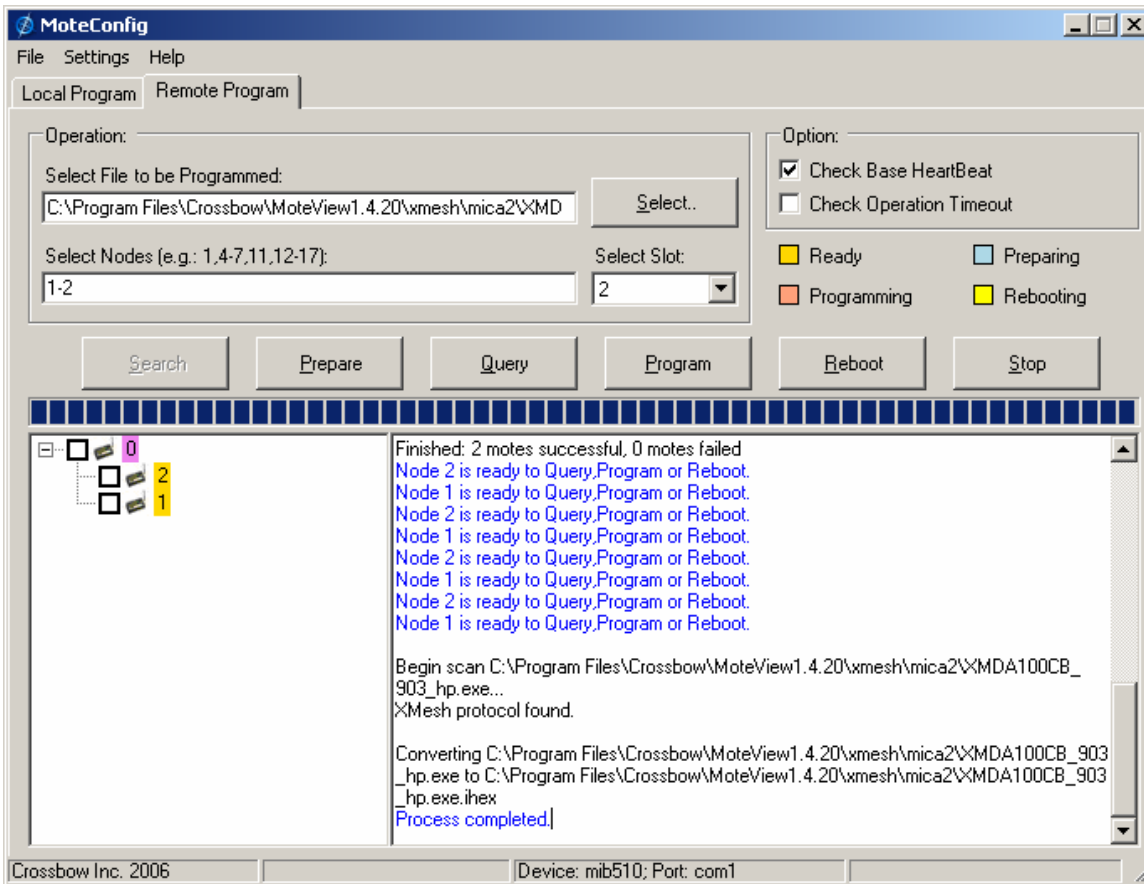 MoteConfig
File Settings Help
Local Program Remote Program
Operation:
Select File to be Programmed:
C:\Program Files\Crossbow\MoteView1.4.20\xmesh\mica2\XMD
Select..
Select Nodes (e.g.: 1,4-7,11,12-17):
Select Slot:
1-2
2
Option:
Check Base HeartBeat
Check Operation Timeout
Ready Preparing
Programming Rebooting
Search Prepare Query Program Reboot Stop
0
2
1
Finished: 2 motes successful, 0 motes failed
Node 2 is ready to Query,Program or Reboot.
Node 1 is ready to Query,Program or Reboot.
Node 2 is ready to Query,Program or Reboot.
Node 1 is ready to Query,Program or Reboot.
Node 2 is ready to Query,Program or Reboot.
Node 1 is ready to Query,Program or Reboot.
Node 2 is ready to Query,Program or Reboot.
Node 1 is ready to Query,Program or Reboot.
Begin scan C:\Program Files\Crossbow\MoteView1.4.20\xmesh\mica2\XMDA100CB_
903_hp.exe...
XMesh protocol found.
Converting C:\Program Files\Crossbow\MoteView1.4.20\xmesh\mica2\XMDA100CB_903
_hp.exe to C:\Program Files\Crossbow\MoteView1.4.20\xmesh\mica2\XMDA100CB_903
_hp.exe.ihex
Process completed.
Crossbow Inc. 2006
Device: mib510; Port: com1